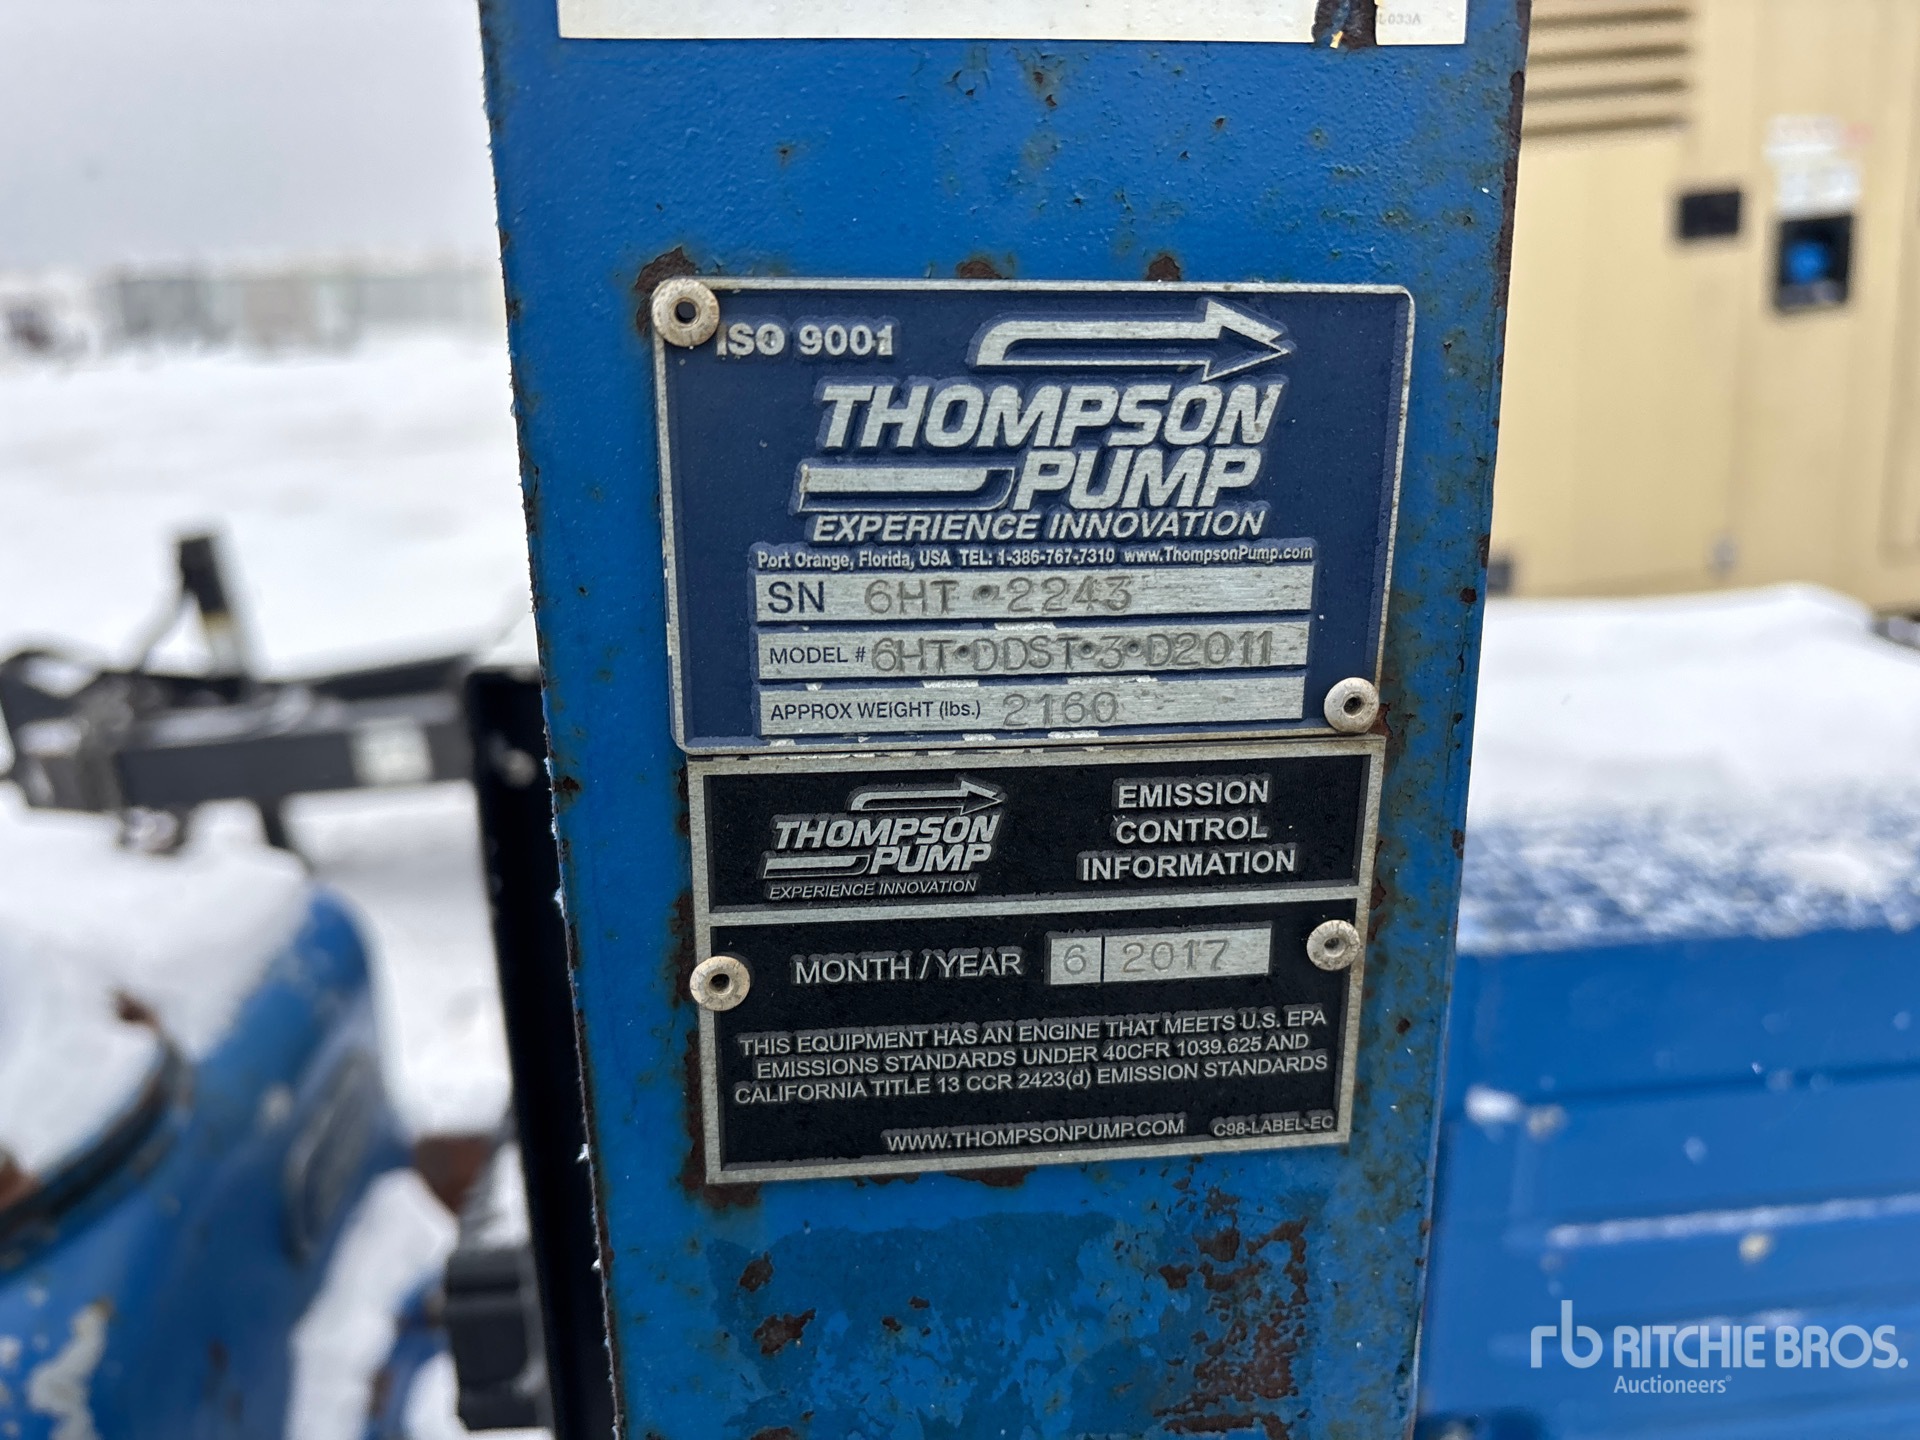 ISO 9001
THOMPSON
PUMP
EXPERIENCE INNOVATION
Port Orange, Florida, USA TEL: 1-386-767-7310 www.ThompsonPump.com
SN 6HT-2243
MODEL # 6HT-DDST-3-D2011
APPROX WEIGHT (lbs.) 2160
THOMPSON
PUMP
EXPERIENCE INNOVATION
EMISSION
CONTROL
INFORMATION
MONTH / YEAR 6 2017
THIS EQUIPMENT HAS AN ENGINE THAT MEETS U.S. EPA
EMISSIONS STANDARDS UNDER 40CFR 1039.625 AND
CALIFORNIA TITLE 13 CCR 2423(d) EMISSION STANDARDS
WWW.THOMPSONPUMP.COM C98-LABEL-EC
rb RITCHIE BROS.
Auctioneers